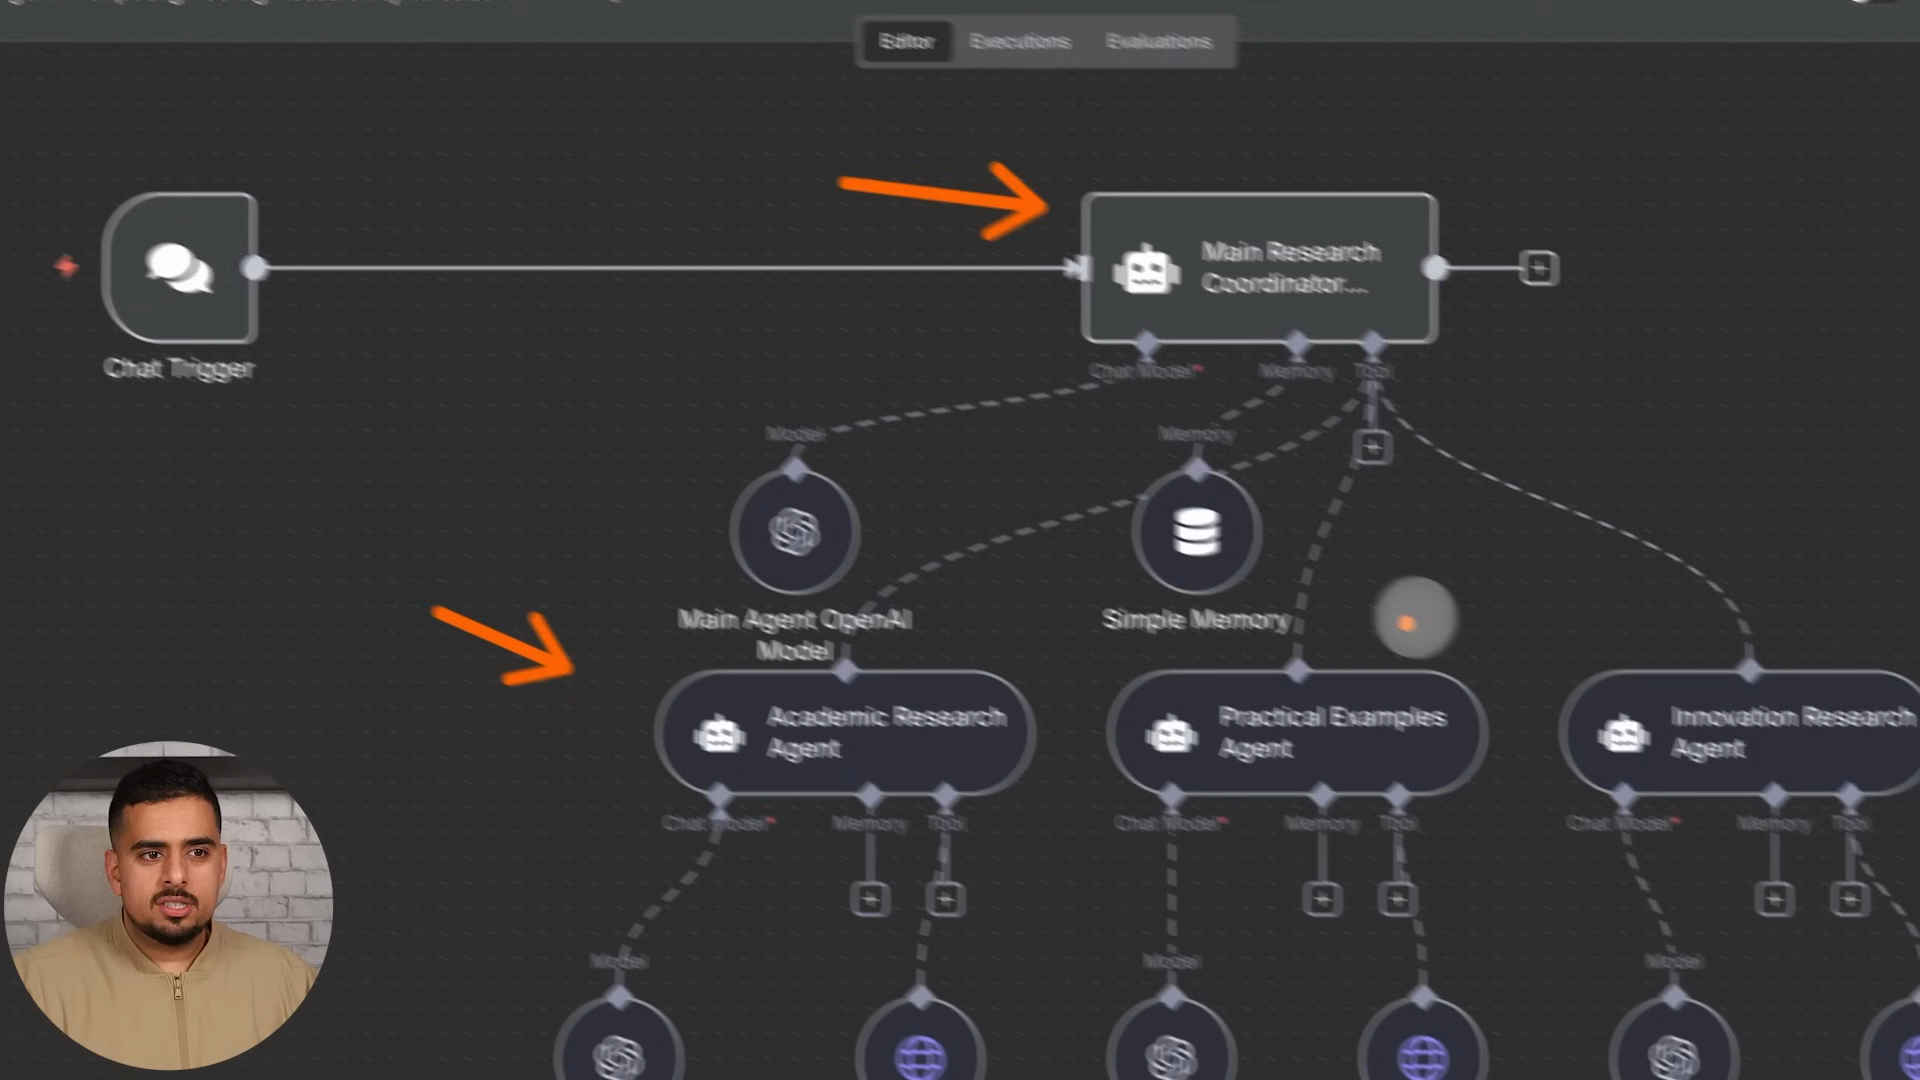 Editor Executions Evaluations
Main Research
Coordinator...
Chat Trigger
Chat Model* Memory Tool
Model Memory
Main Agent OpenAI
Model
Simple Memory
Academic Research
Agent
Practical Examples
Agent
Innovation Research
Agent
Chat Model* Memory Tool
Chat Model* Memory Tool
Chat Model* Memory Tool
Model
Model
Model